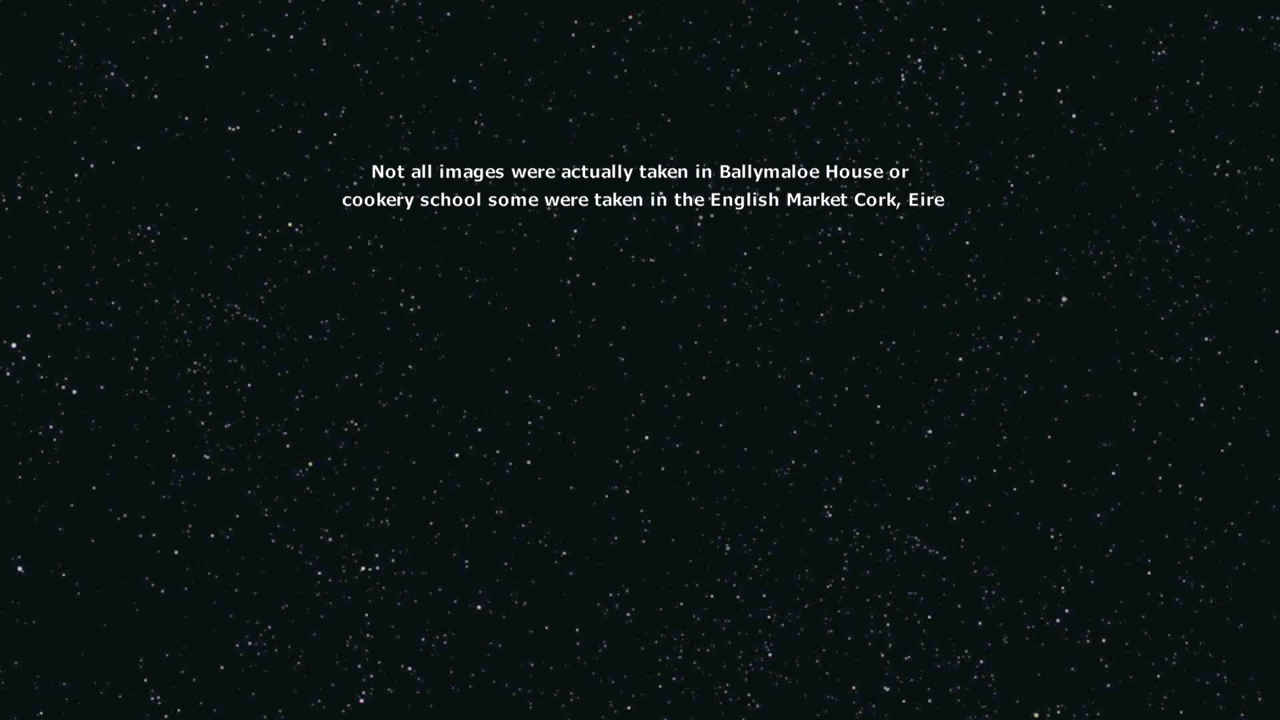 Not all images were actually taken in Ballymaloe House or
cookery school some were taken in the English Market Cork, Eire